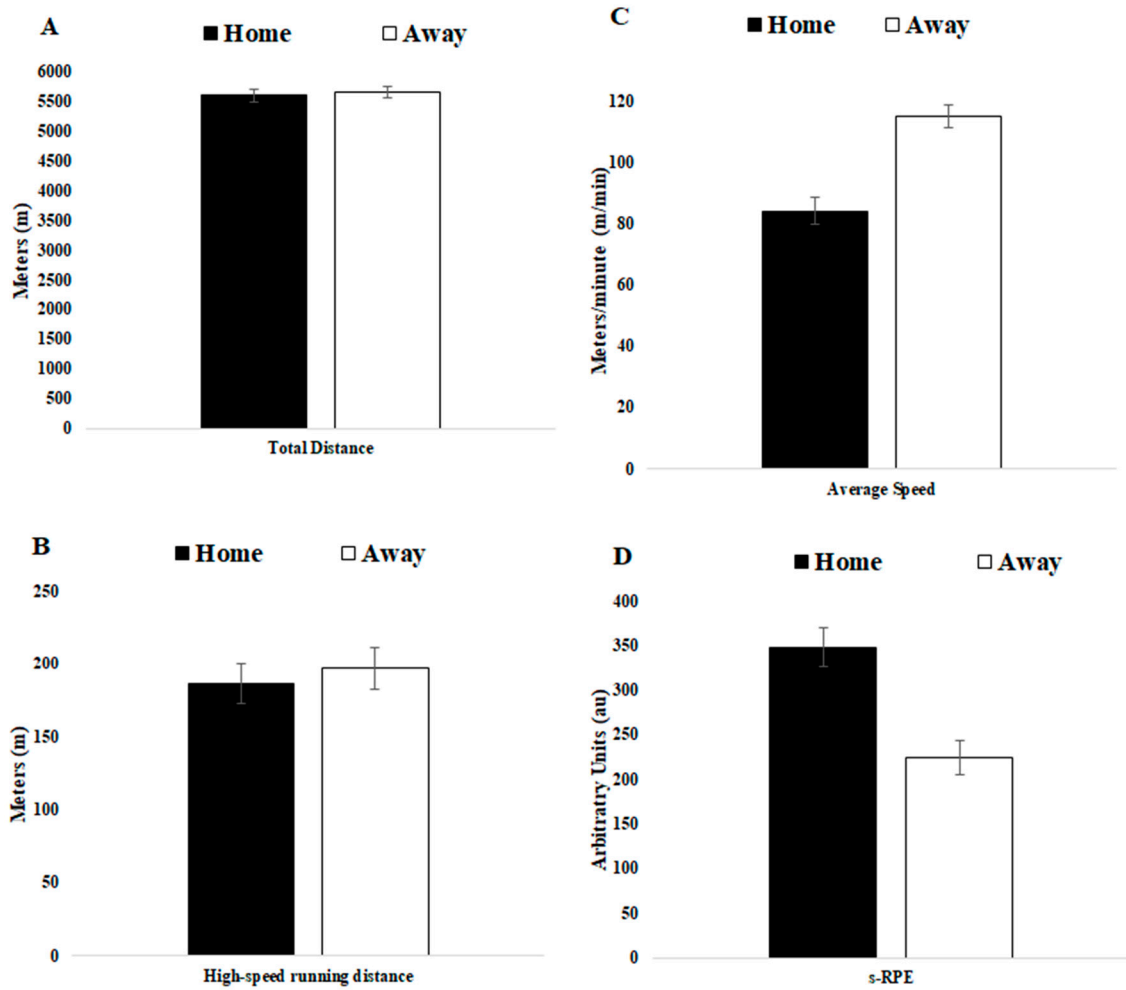 A
Home Away
6000
5500
5000
4500
4000
3500
3000
2500
2000
1500
1000
500
0
Meters (m)
Total Distance
B
Home Away
250
200
150
100
50
0
Meters (m)
High-speed running distance
C
Home Away
120
100
80
60
40
20
0
Meters/minute (m/min)
Average Speed
D
Home Away
400
350
300
250
200
150
100
50
0
Arbitratry Units (au)
s-RPE